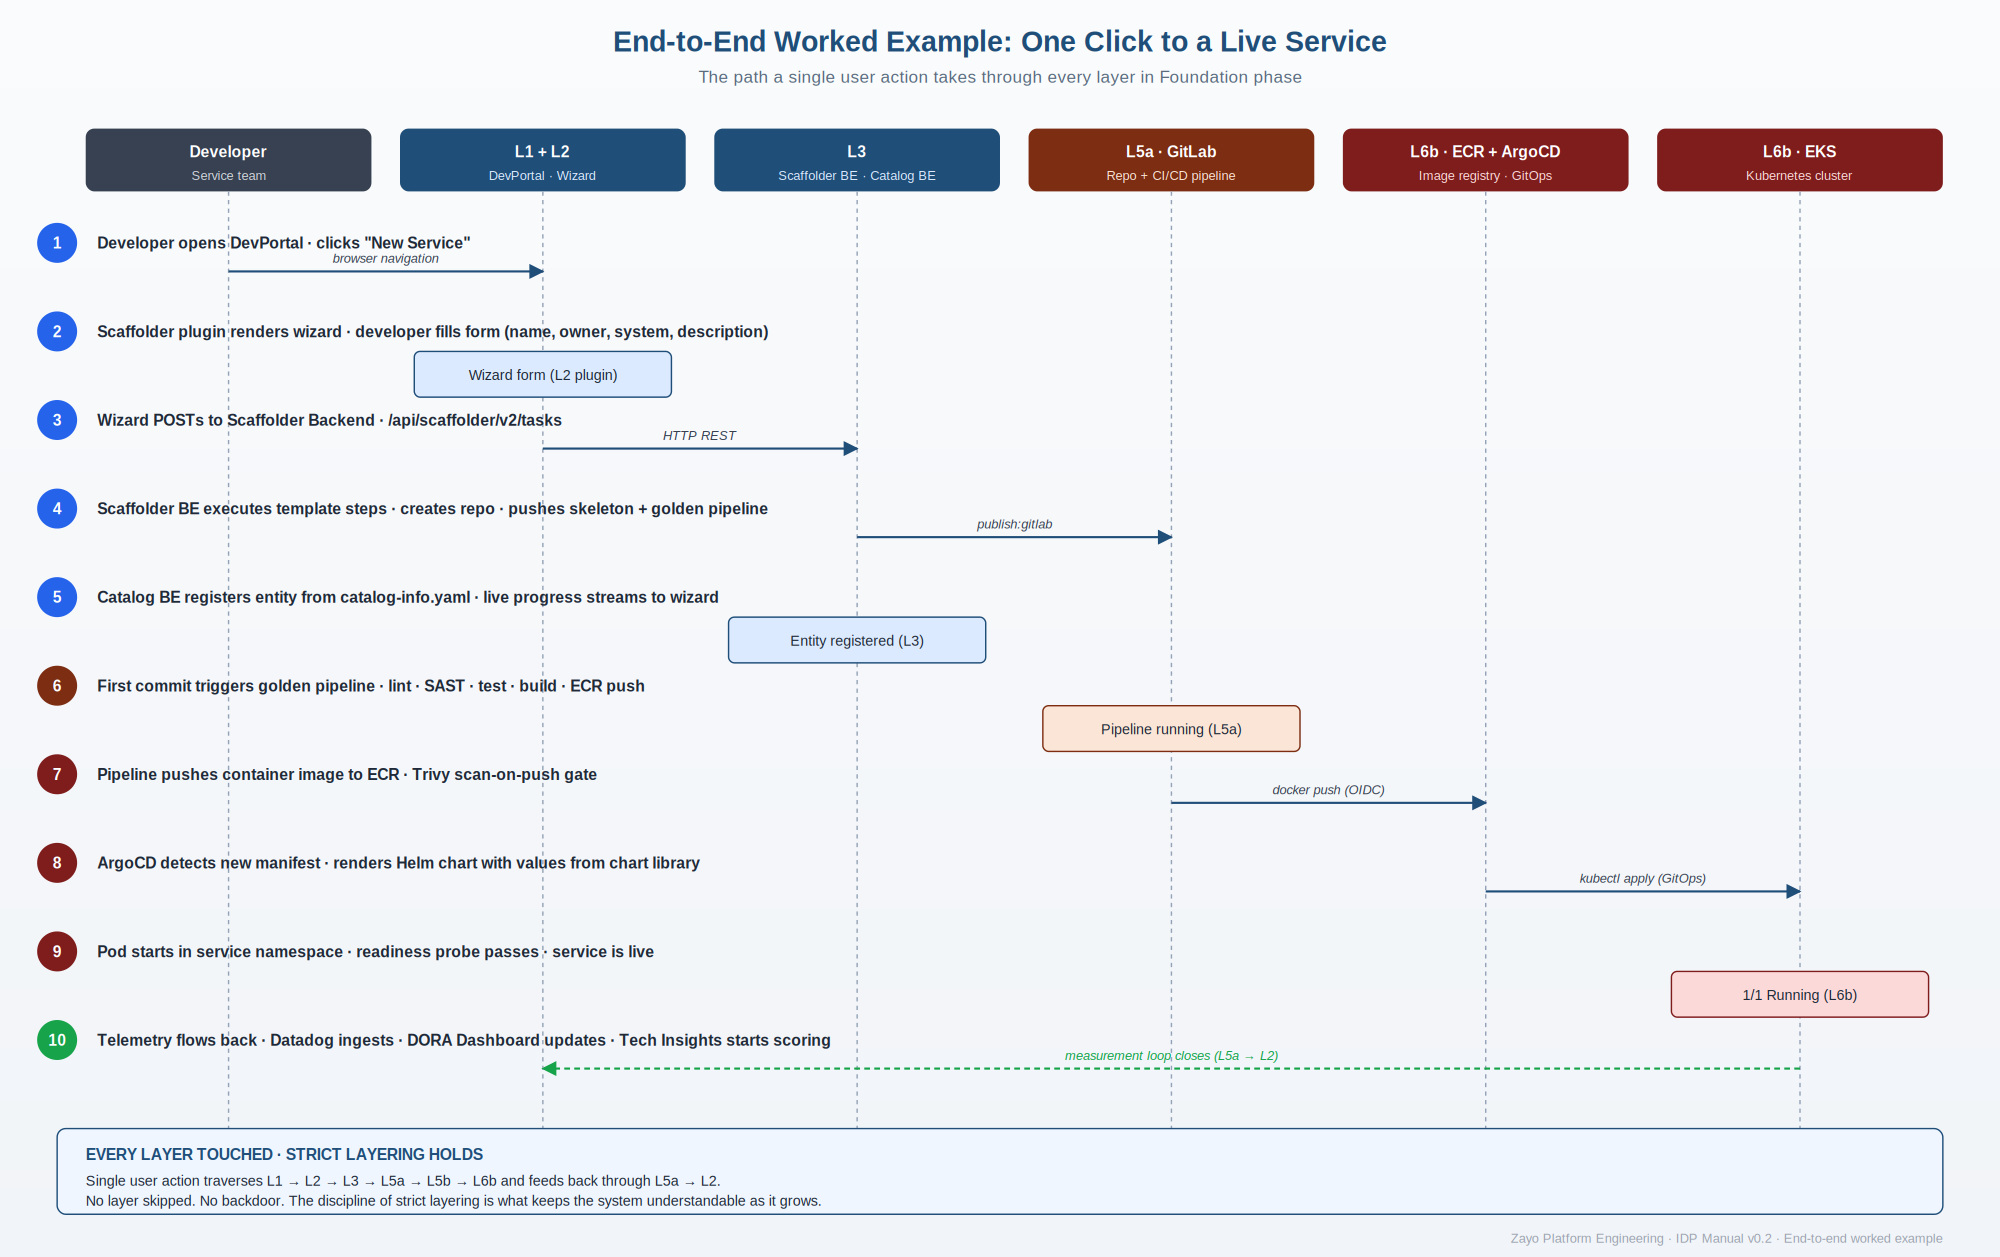 End-to-End Worked Example: One Click to a Live Service
The path a single user action takes through every layer in Foundation phase
Developer
Service team
L1 + L2
DevPortal · Wizard
L3
Scaffolder BE · Catalog BE
L5a · GitLab
Repo + CI/CD pipeline
L6b · ECR + ArgoCD
Image registry · GitOps
L6b · EKS
Kubernetes cluster
1
Developer opens DevPortal · clicks "New Service"
browser navigation
2
Scaffolder plugin renders wizard · developer fills form (name, owner, system, description)
Wizard form (L2 plugin)
3
Wizard POSTs to Scaffolder Backend · /api/scaffolder/v2/tasks
HTTP REST
4
Scaffolder BE executes template steps · creates repo · pushes skeleton + golden pipeline
publish:gitlab
5
Catalog BE registers entity from catalog-info.yaml · live progress streams to wizard
Entity registered (L3)
6
First commit triggers golden pipeline · lint · SAST · test · build · ECR push
Pipeline running (L5a)
7
Pipeline pushes container image to ECR · Trivy scan-on-push gate
docker push (OIDC)
8
ArgoCD detects new manifest · renders Helm chart with values from chart library
kubectl apply (GitOps)
9
Pod starts in service namespace · readiness probe passes · service is live
1/1 Running (L6b)
10
Telemetry flows back · Datadog ingests · DORA Dashboard updates · Tech Insights starts scoring
measurement loop closes (L5a → L2)
EVERY LAYER TOUCHED · STRICT LAYERING HOLDS
Single user action traverses L1 → L2 → L3 → L5a → L5b → L6b and feeds back through L5a → L2.
No layer skipped. No backdoor. The discipline of strict layering is what keeps the system understandable as it grows.
Zayo Platform Engineering · IDP Manual v0.2 · End-to-end worked example